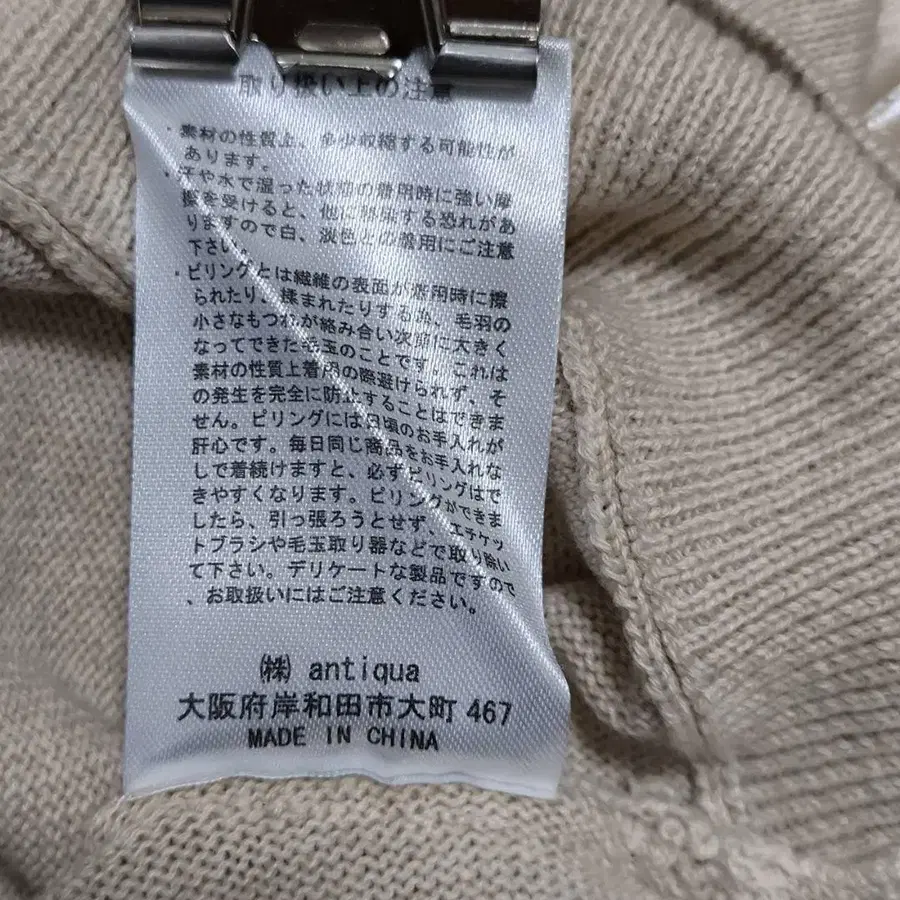 取り扱い上の注意
・素材の性質上、多少収縮する可能性が
あります。
・汗や水で湿った状態の着用時に強い摩
擦を受けると、他に移染する恐れがあ
りますので白、淡色との着用にご注意
下さい。
・ピリングとは繊維の表面が着用時に擦
られたり、揉まれたりする為、毛羽の
小さなもつれが絡み合い次第に大きく
なってできた毛玉のことです。これは
素材の性質上着用の際避けられず、そ
の発生を完全に防止することはできま
せん。ピリングには日頃のお手入れが
肝心です。毎日同じ商品をお手入れな
しで着続けますと、必ずピリングはで
きやすくなります。ピリングができま
したら、引っ張ろうとせず、エチケッ
トブラシや毛玉取り器などで取り除い
て下さい。デリケートな製品ですので
、お取扱いにはご注意ください。
㈱ antiqua
大阪府岸和田市大町 467
MADE IN CHINA